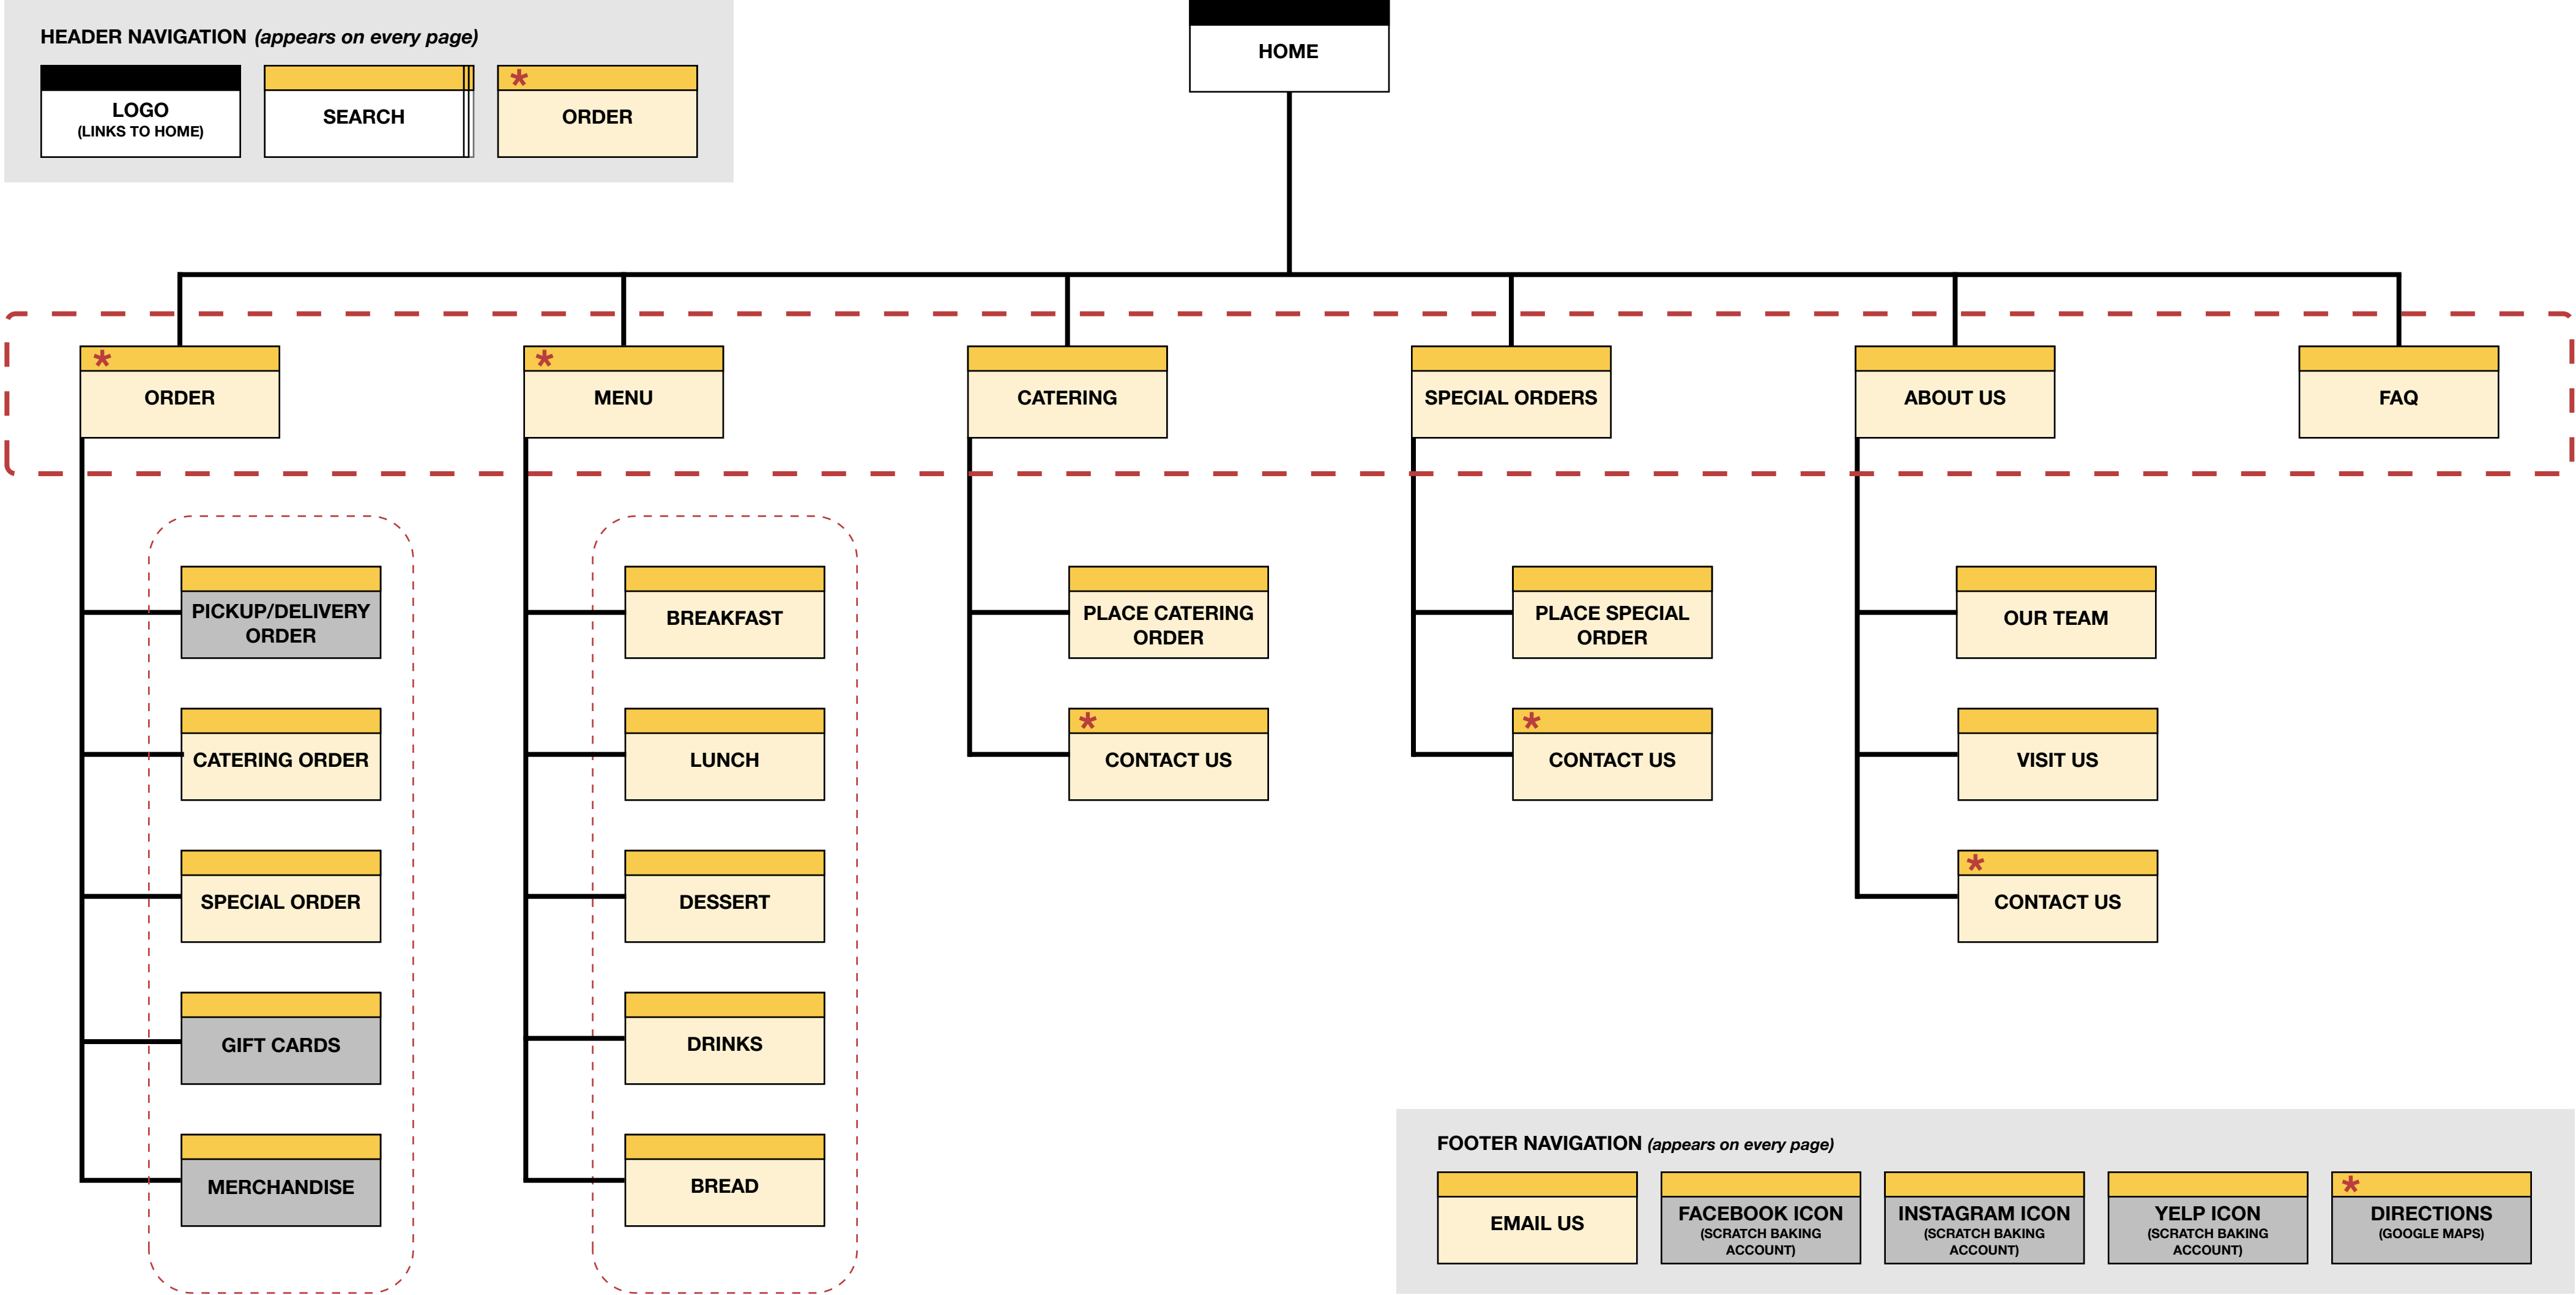 HEADER NAVIGATION (appears on every page)
LOGO
(LINKS TO HOME)
SEARCH
*
ORDER
HOME
*
ORDER
*
MENU
CATERING
SPECIAL ORDERS
ABOUT US
FAQ
PICKUP/DELIVERY
ORDER
CATERING ORDER
SPECIAL ORDER
GIFT CARDS
MERCHANDISE
BREAKFAST
LUNCH
DESSERT
DRINKS
BREAD
PLACE CATERING
ORDER
*
CONTACT US
PLACE SPECIAL
ORDER
*
CONTACT US
OUR TEAM
VISIT US
*
CONTACT US
FOOTER NAVIGATION (appears on every page)
EMAIL US
FACEBOOK ICON
(SCRATCH BAKING
ACCOUNT)
INSTAGRAM ICON
(SCRATCH BAKING
ACCOUNT)
YELP ICON
(SCRATCH BAKING
ACCOUNT)
*
DIRECTIONS
(GOOGLE MAPS)